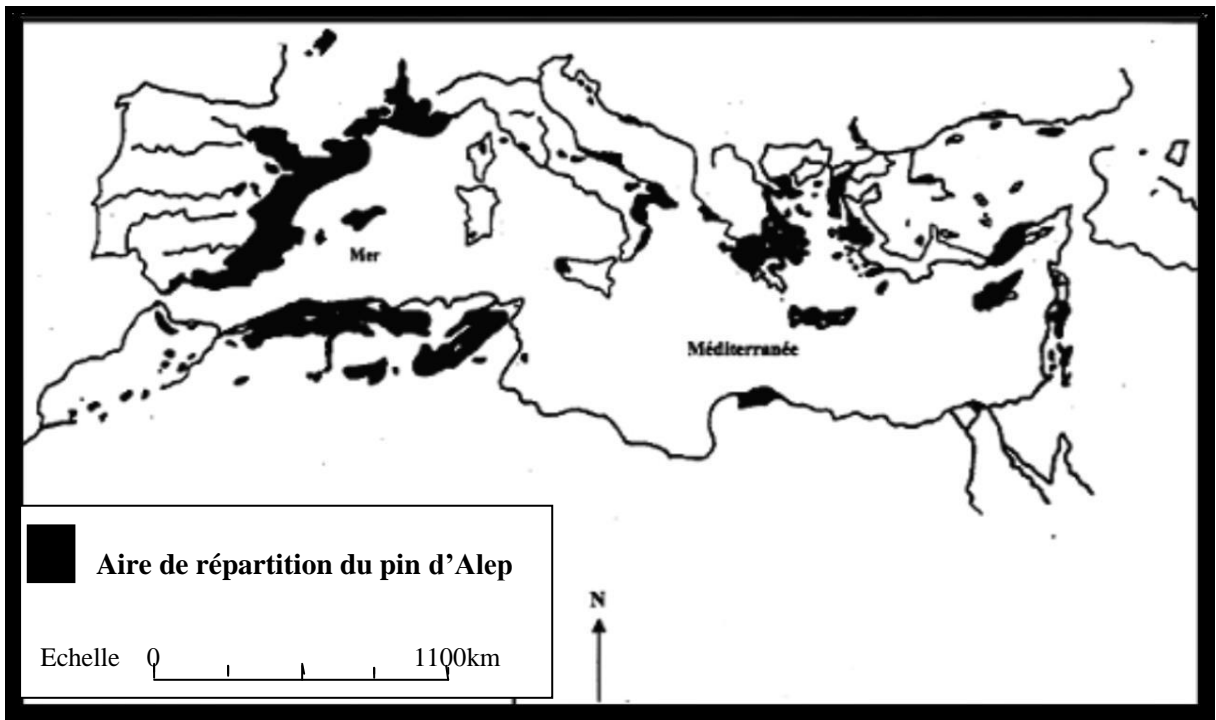 Mer
Méditerranée
Aire de répartition du pin d’Alep
Echelle 0 1100km
N